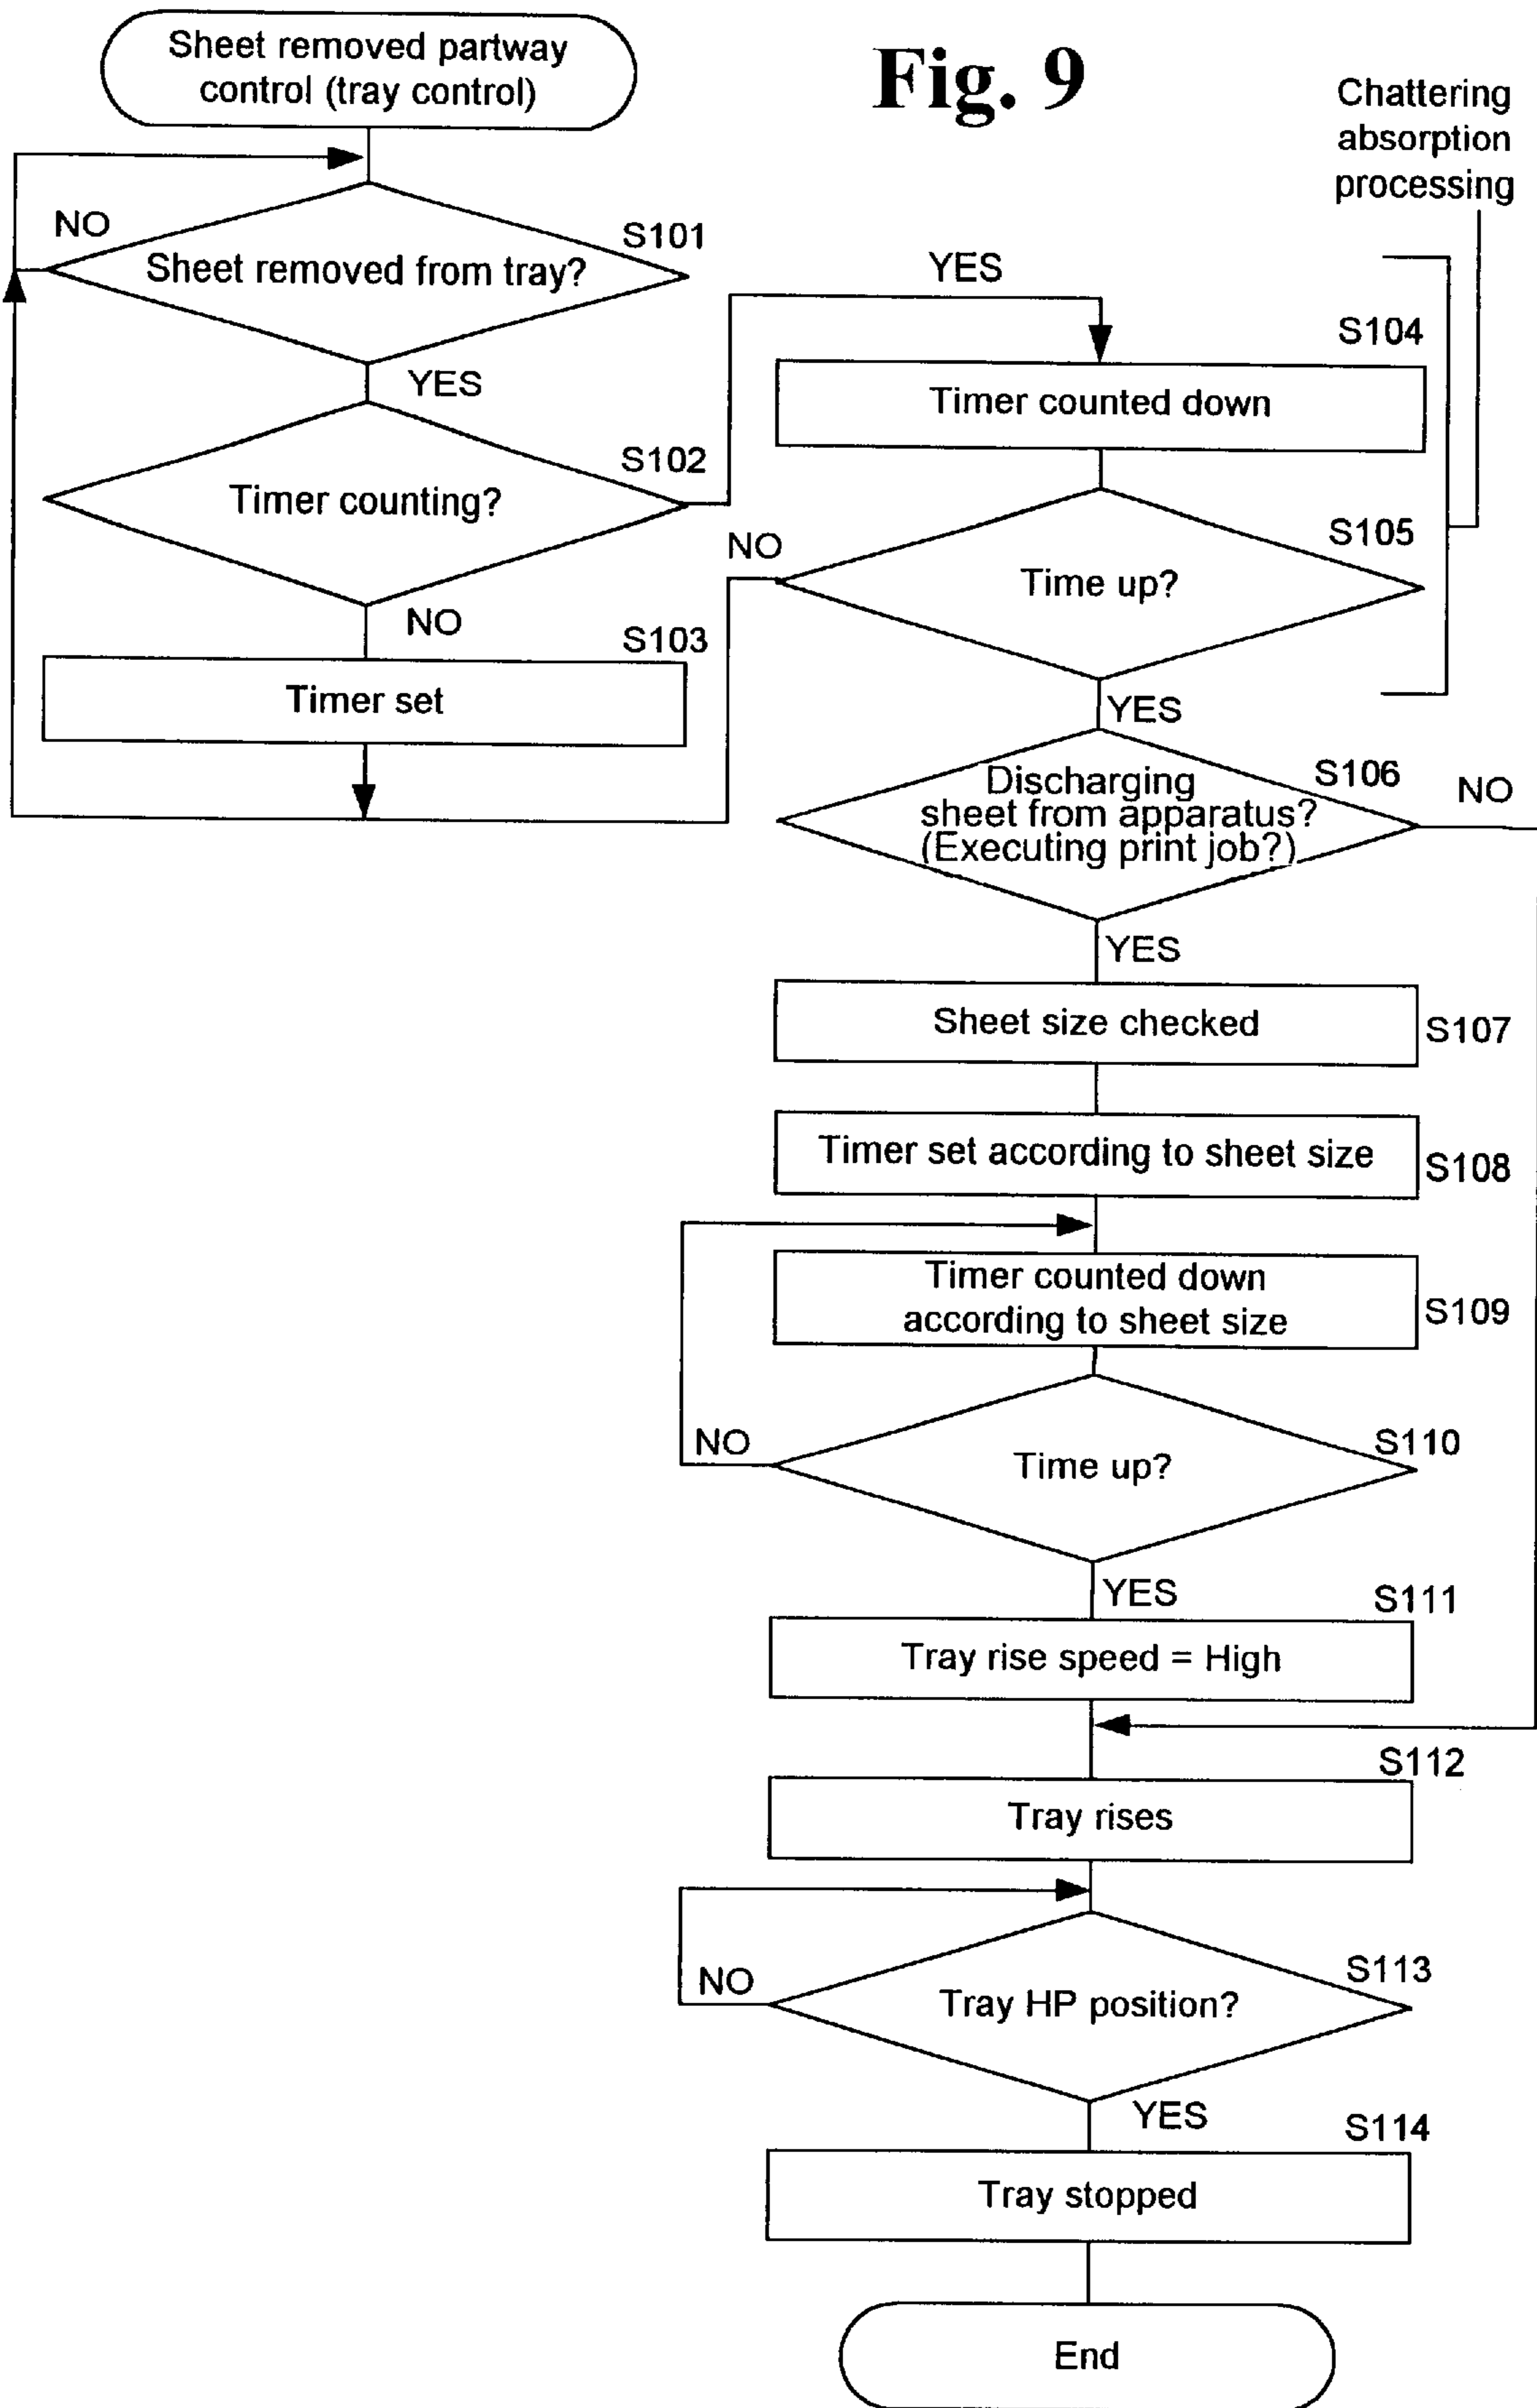 Sheet removed partway
control (tray control)
Fig. 9
Chattering
absorption
processing
NO
S101
Sheet removed from tray?
YES
YES
S104
Timer counted down
S102
Timer counting?
NO
S105
Time up?
NO
S103
Timer set
YES
S106
NO
Discharging
sheet from apparatus?
(Executing print job?)
YES
Sheet size checked
S107
Timer set according to sheet size
S108
Timer counted down
according to sheet size
S109
NO
S110
Time up?
YES
S111
Tray rise speed = High
S112
Tray rises
NO
S113
Tray HP position?
YES
S114
Tray stopped
End